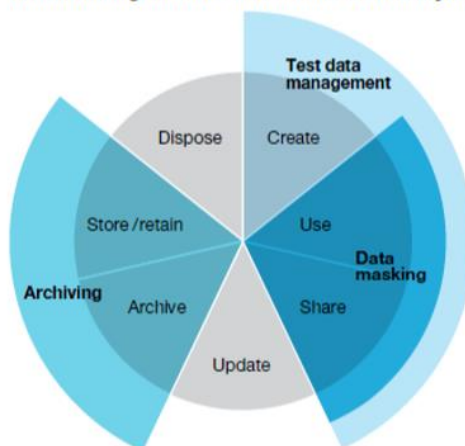 Test data
management
Dispose
Create
Store/retain
Use
Data
masking
Archiving
Archive
Share
Update